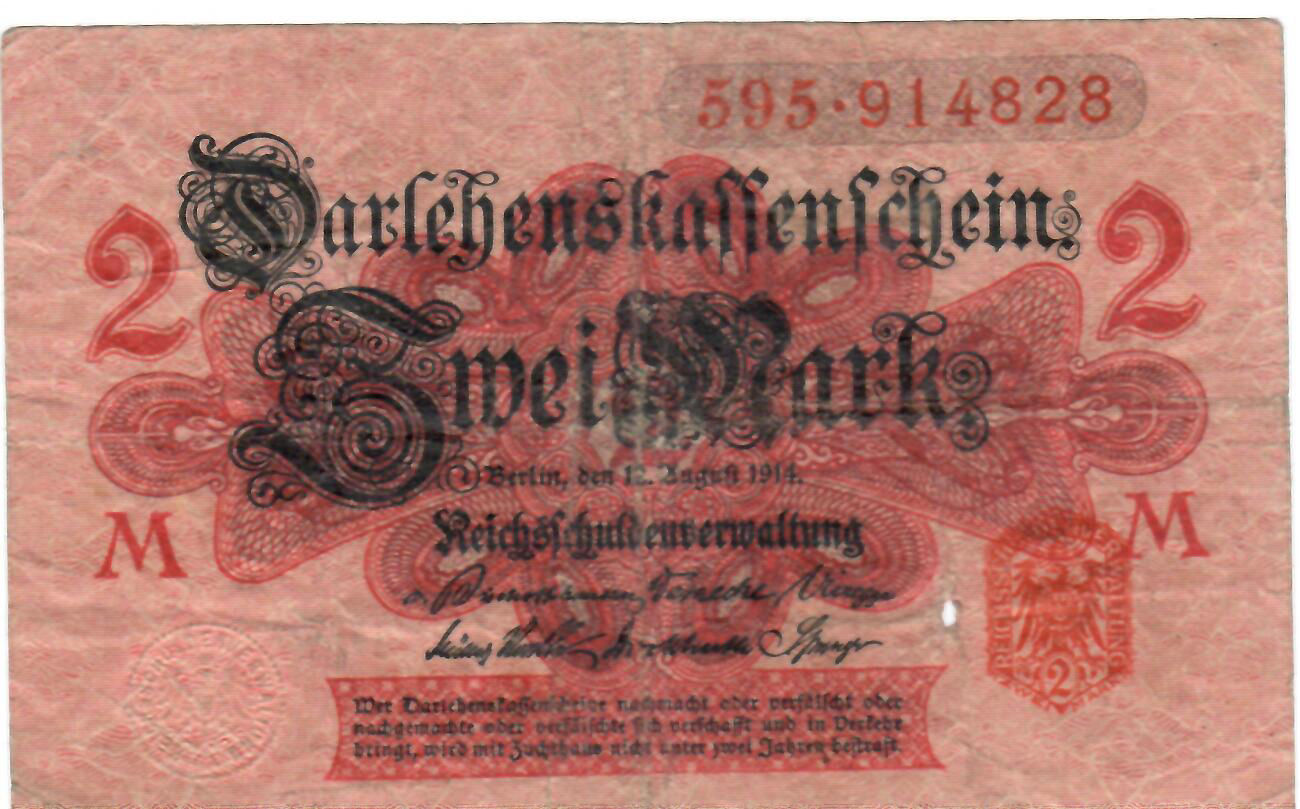 595·914828
Darlehenskassenschein
2 2
Zwei Mark
Berlin, den 12. August 1914.
Reichsschuldenverwaltung
M M
2
Wer Darlehenskassenscheine nachmacht oder verfälscht oder
nachgemachte oder verfälschte sich verschafft und in Verkehr
bringt, wird mit Zuchthaus nicht unter zwei Jahren bestraft.